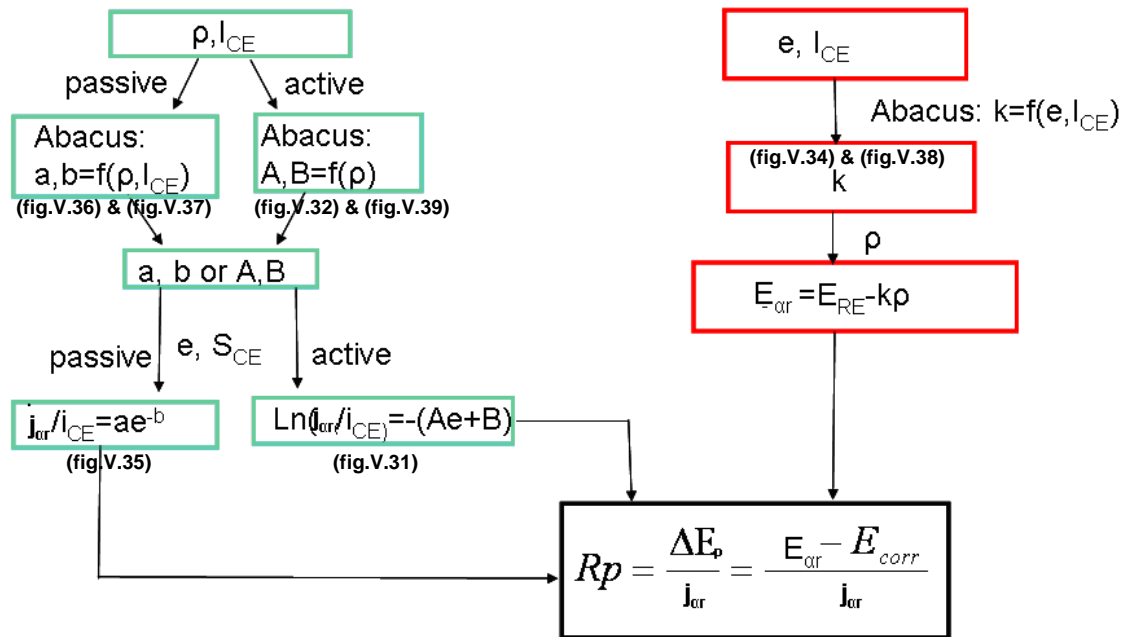 ρ,I_CE
passive
active
Abacus:
a,b=f(ρ,I_CE)
(fig.V.36) & (fig.V.37)
Abacus:
A,B=f(ρ)
(fig.V.32) & (fig.V.39)
a, b or A,B
passive
e, S_CE
active
j_αr/i_CE=ae^-b
(fig.V.35)
Ln(j_αr/i_CE)=-(Ae+B)
(fig.V.31)
e, I_CE
Abacus: k=f(e,I_CE)
(fig.V.34) & (fig.V.38)
k
ρ
E_αr=E_RE-kρ
Rp = ΔE_p/j_αr = (E_αr − E_corr)/j_αr